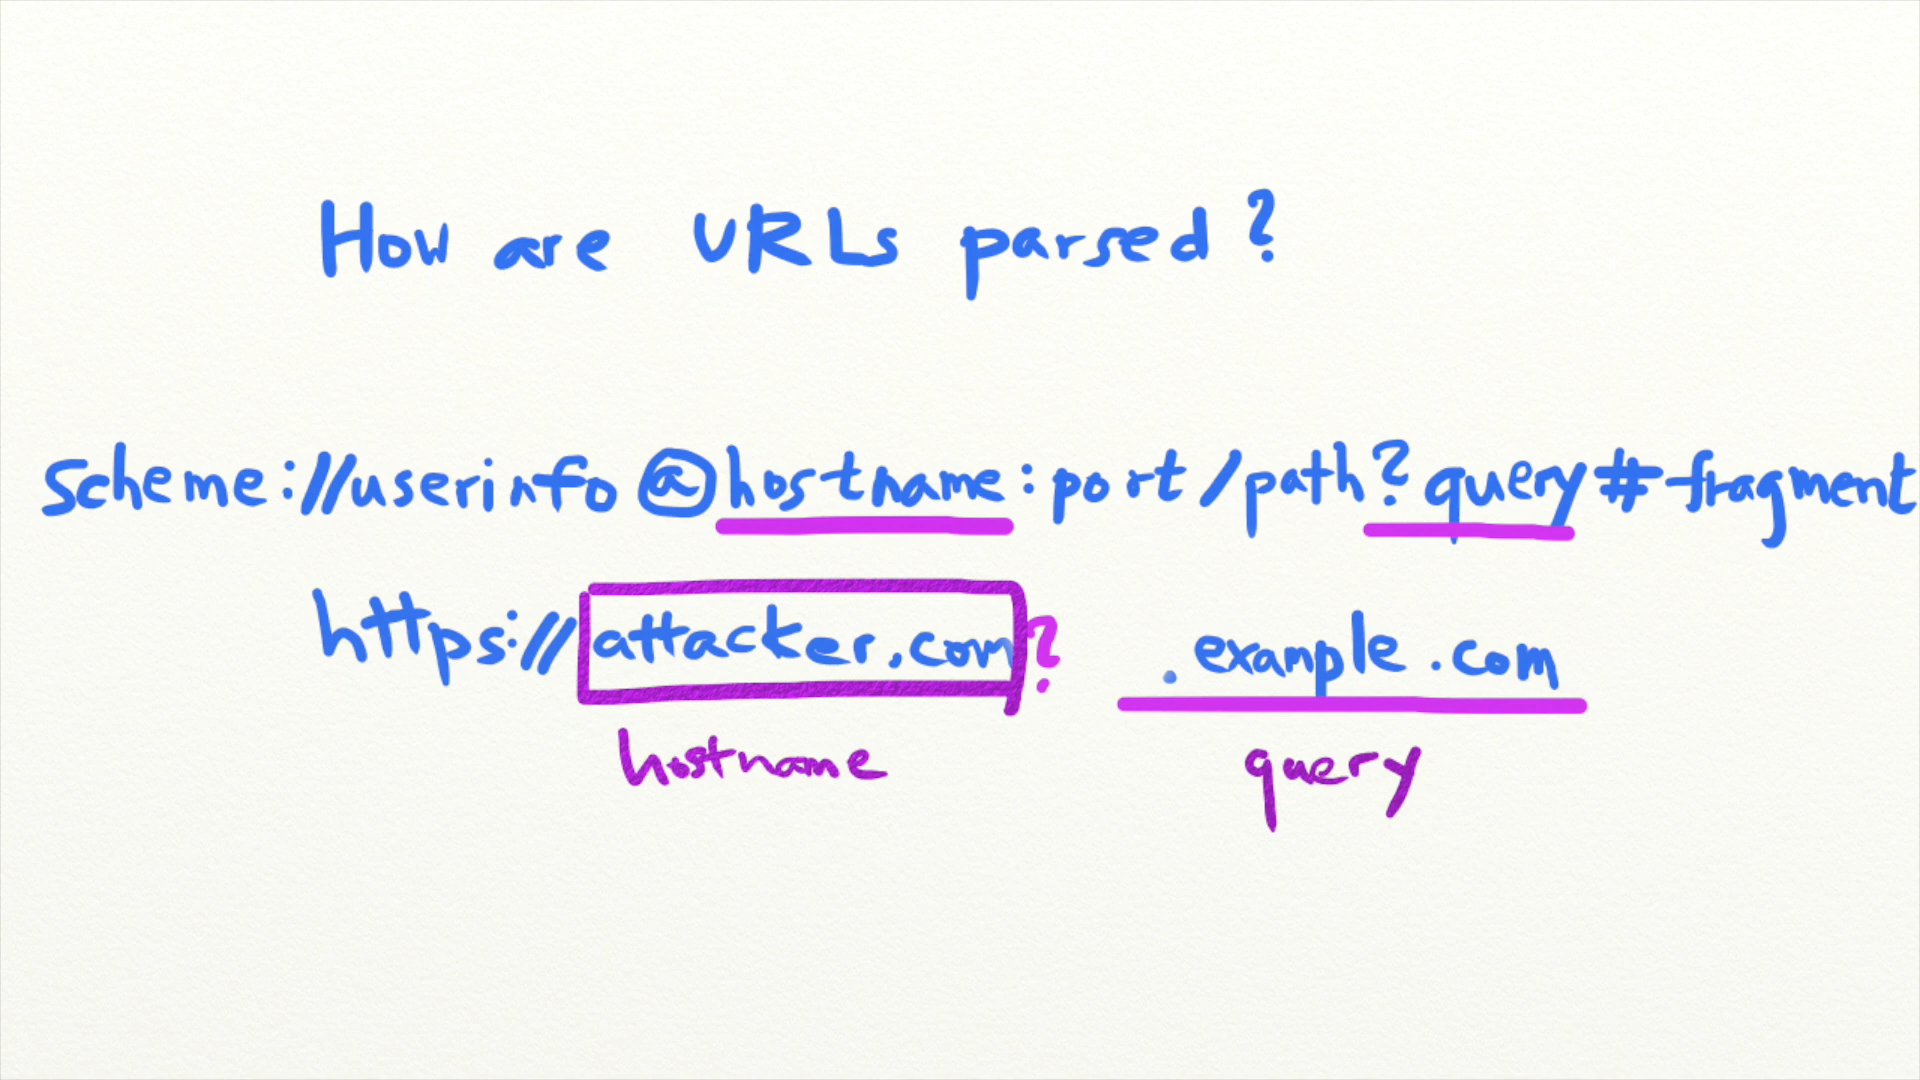 How are URLs parsed?
scheme://userinfo@hostname:port/path?query#fragment
https://attacker.com? .example.com
hostname query